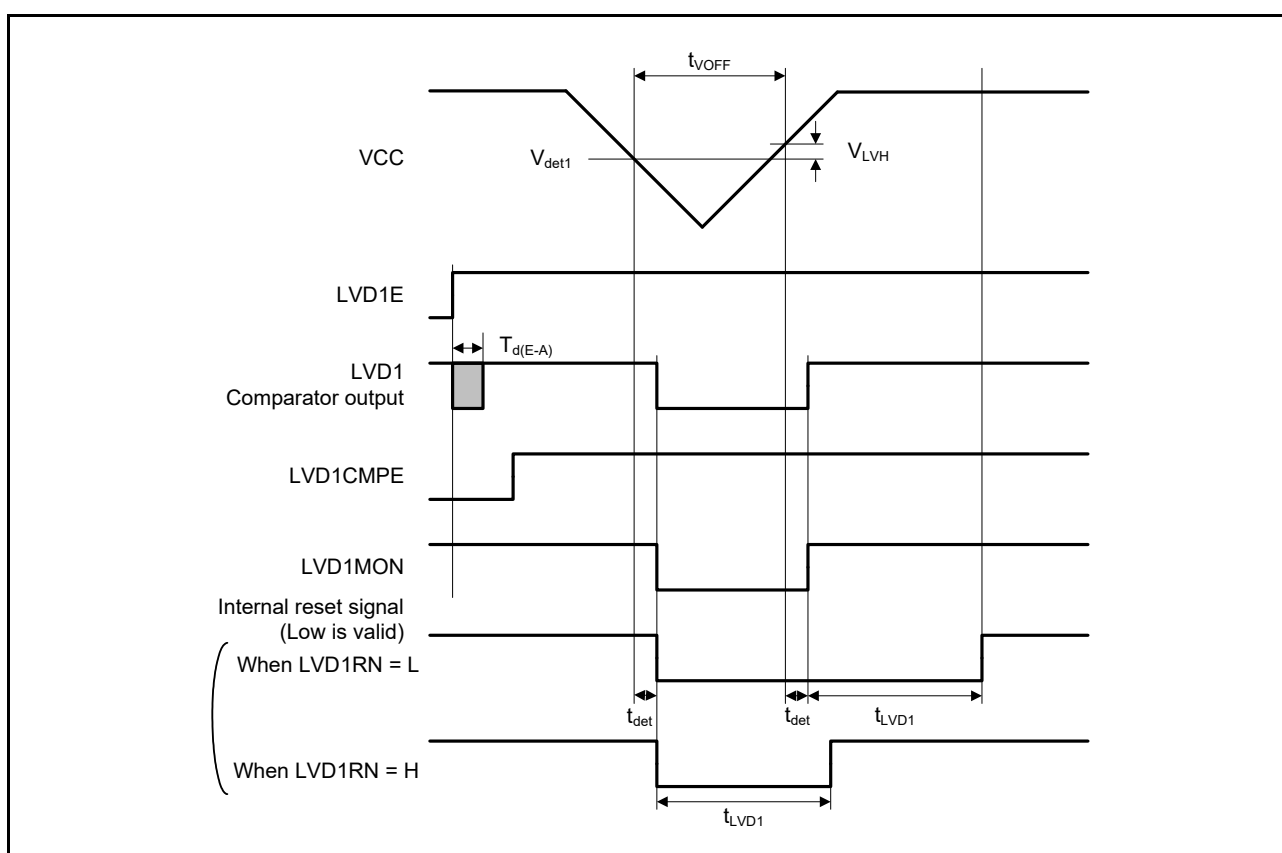 tVOFF
VCC
Vdet1
VLVH
LVD1E
Td(E-A)
LVD1
Comparator output
LVD1CMPE
LVD1MON
Internal reset signal
(Low is valid)
When LVD1RN = L
tdet
tdet
tLVD1
When LVD1RN = H
tLVD1